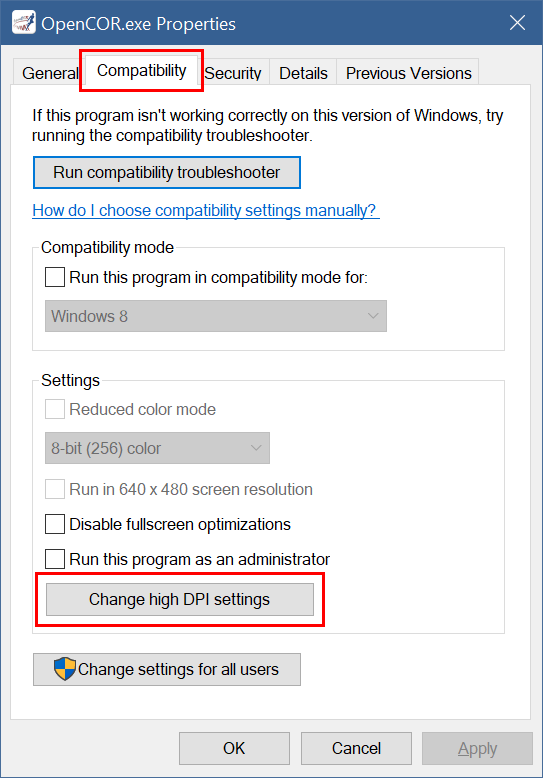 OpenCOR.exe Properties
General Compatibility Security Details Previous Versions
If this program isn't working correctly on this version of Windows, try
running the compatibility troubleshooter.
Run compatibility troubleshooter
How do I choose compatibility settings manually?
Compatibility mode
Run this program in compatibility mode for:
Windows 8
Settings
Reduced color mode
8-bit (256) color
Run in 640 x 480 screen resolution
Disable fullscreen optimizations
Run this program as an administrator
Change high DPI settings
Change settings for all users
OK Cancel Apply